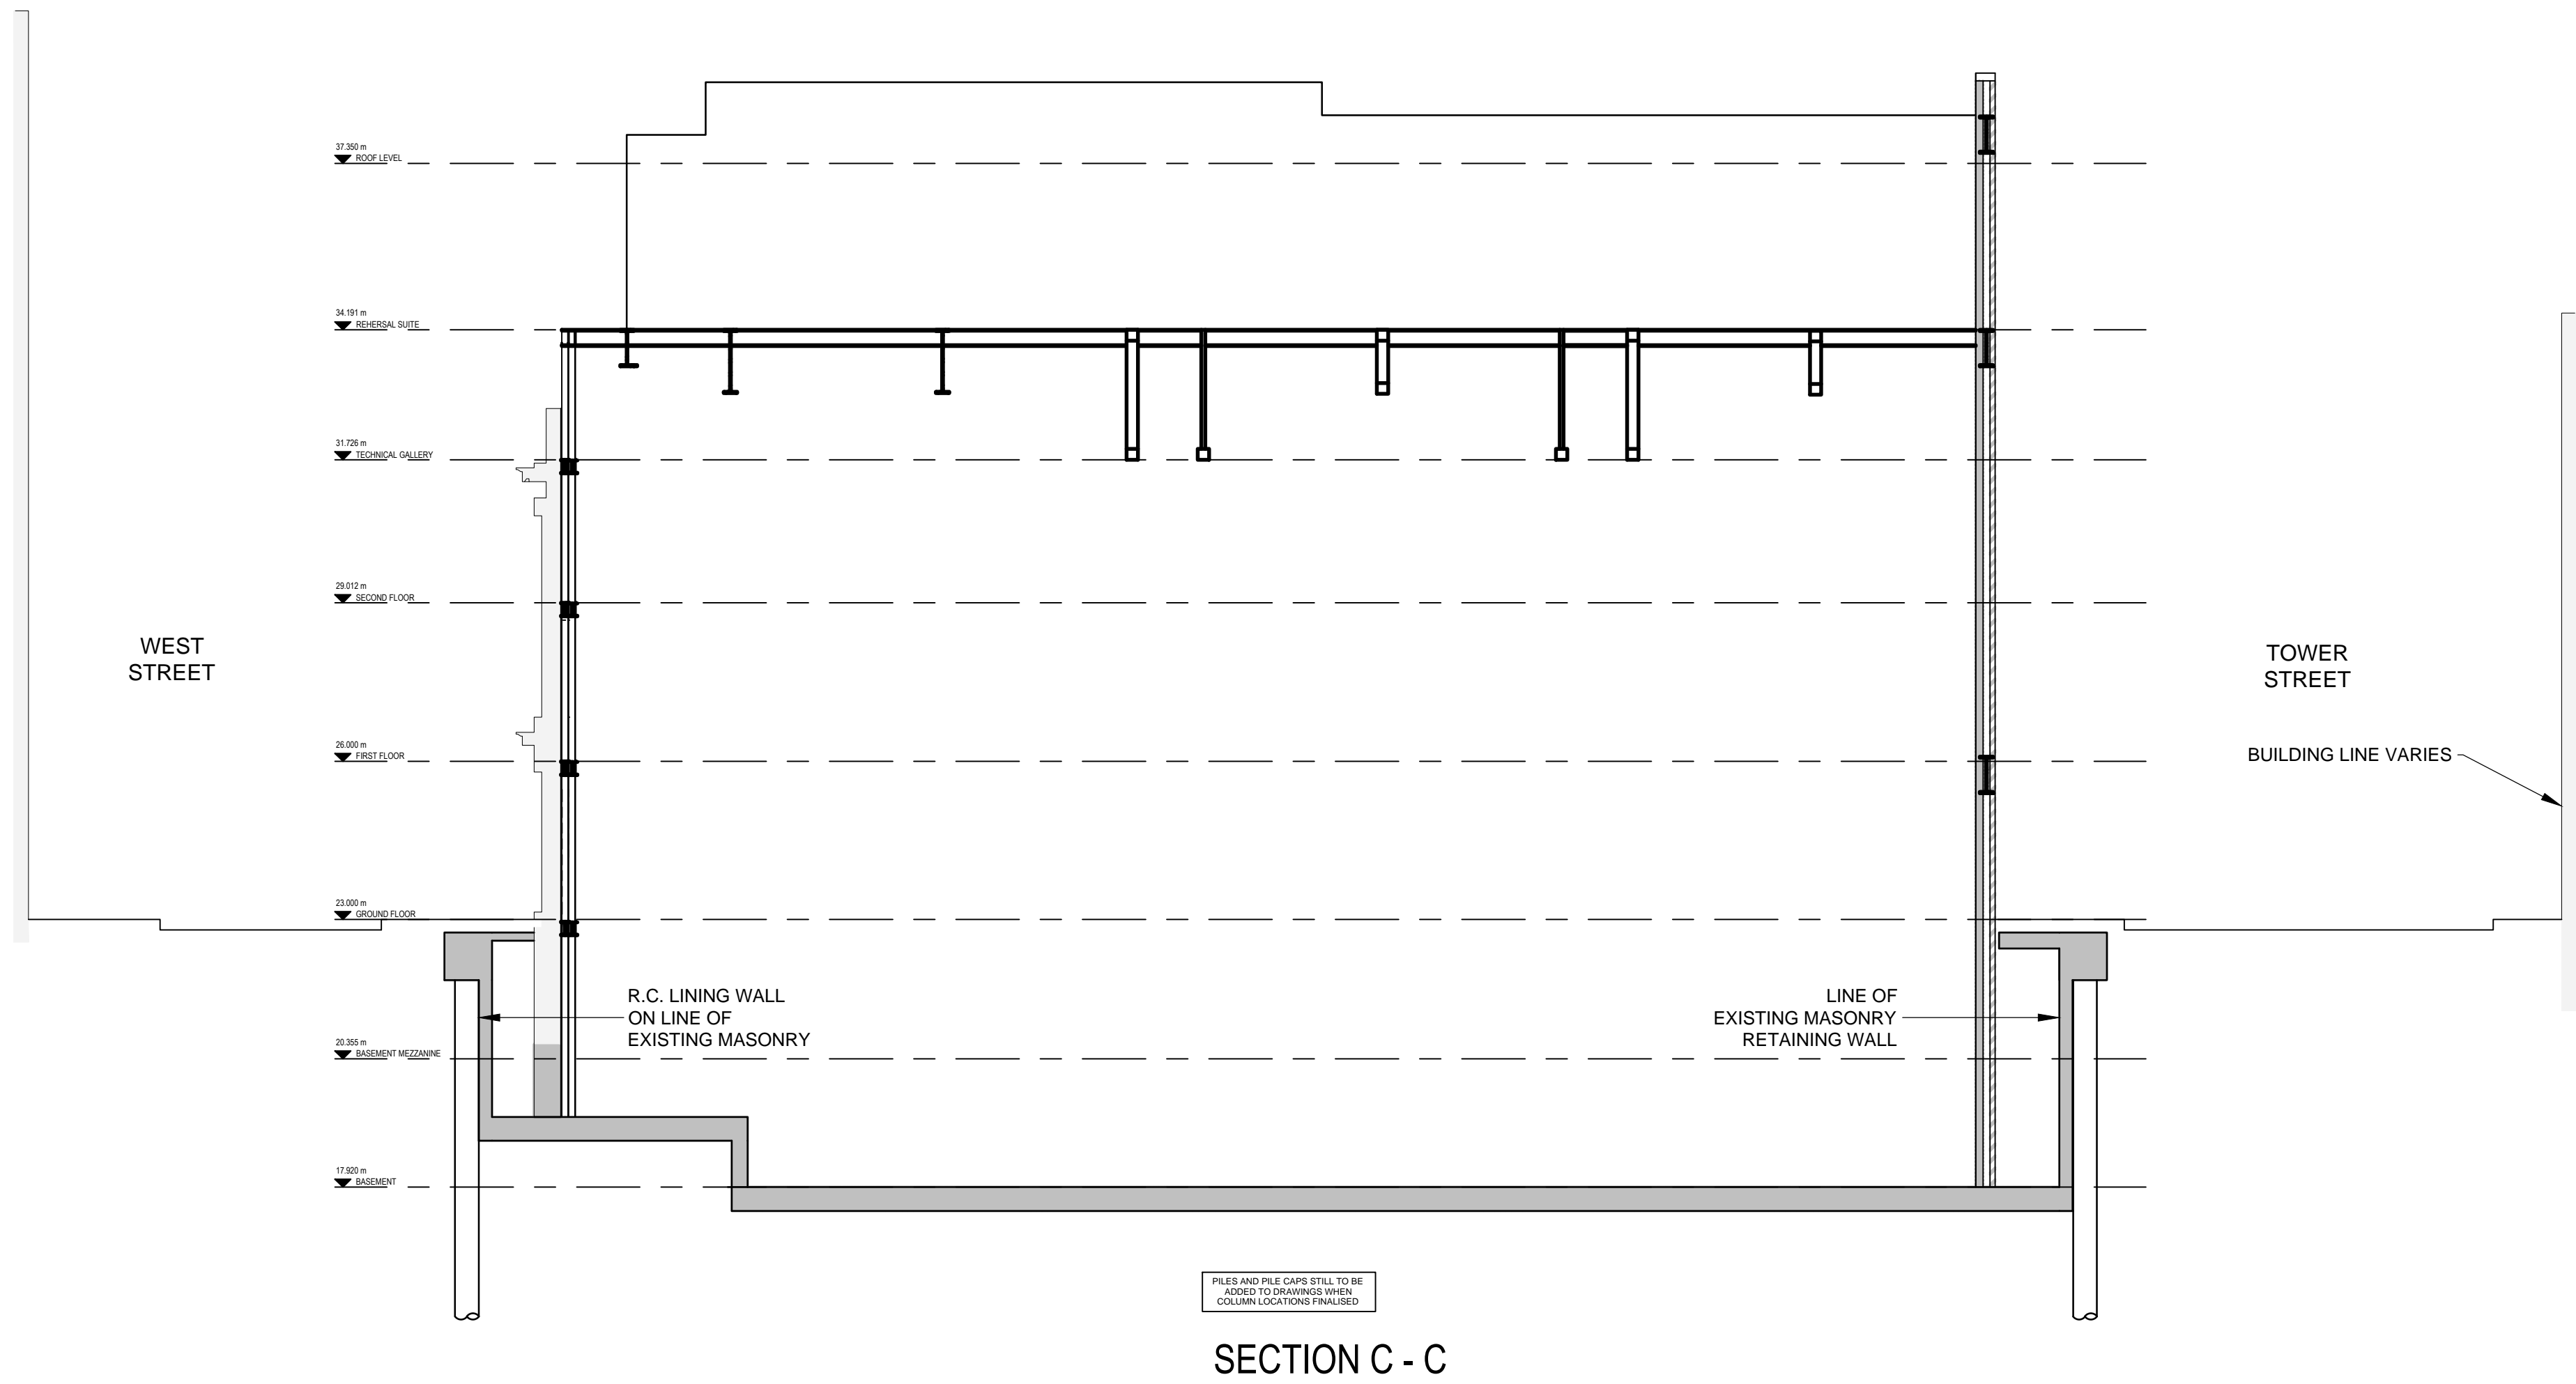 37.350 m
ROOF LEVEL
34.191 m
REHERSAL SUITE
31.726 m
TECHNICAL GALLERY
29.012 m
SECOND FLOOR
WEST
STREET
TOWER
STREET
26.000 m
FIRST FLOOR
BUILDING LINE VARIES
23.000 m
GROUND FLOOR
R.C. LINING WALL
ON LINE OF
EXISTING MASONRY
LINE OF
EXISTING MASONRY
RETAINING WALL
20.355 m
BASEMENT MEZZANINE
17.920 m
BASEMENT
PILES AND PILE CAPS STILL TO BE
ADDED TO DRAWINGS WHEN
COLUMN LOCATIONS FINALISED
SECTION C - C